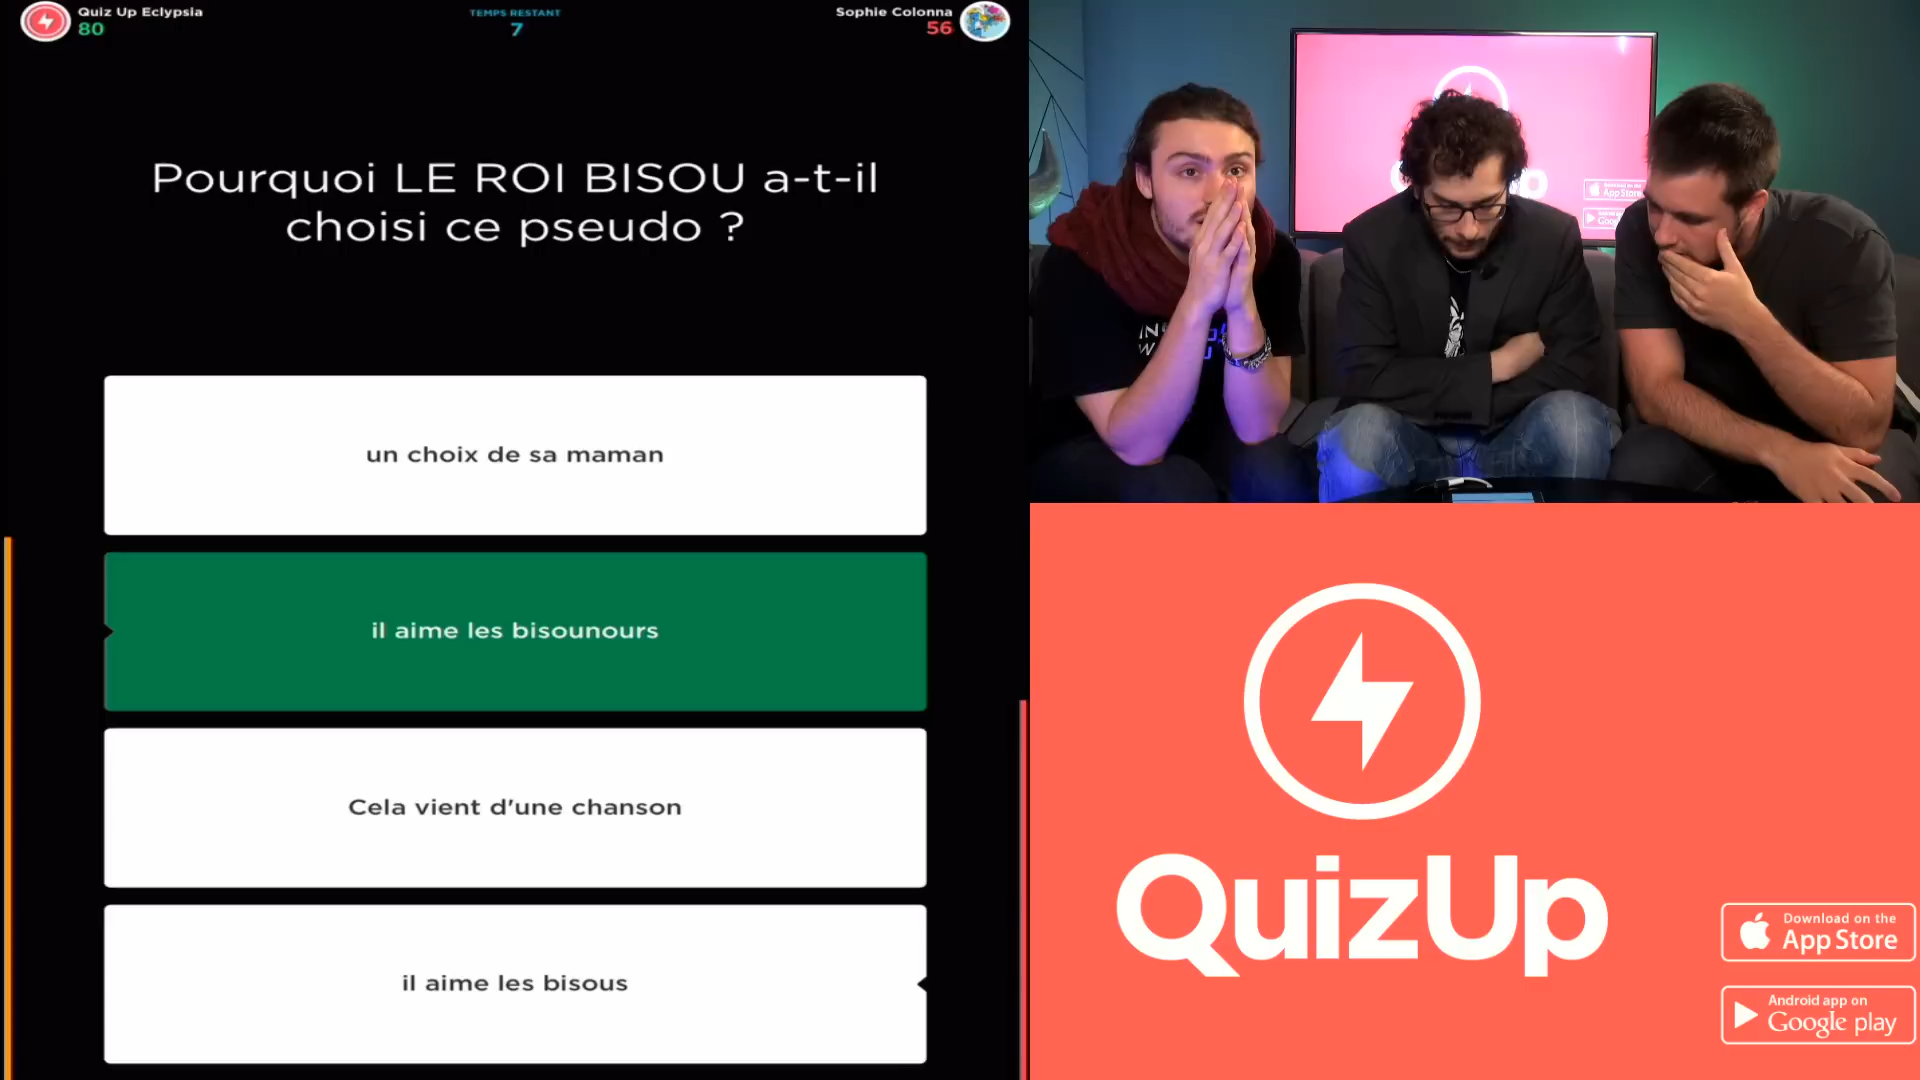 Quiz Up Eclypsia
80
TEMPS RESTANT
7
Sophie Colonna
56
Pourquoi LE ROI BISOU a-t-il
choisi ce pseudo ?
un choix de sa maman
il aime les bisounours
Cela vient d'une chanson
il aime les bisous
App Store
QuizUp
Download on the
App Store
Android app on
Google play